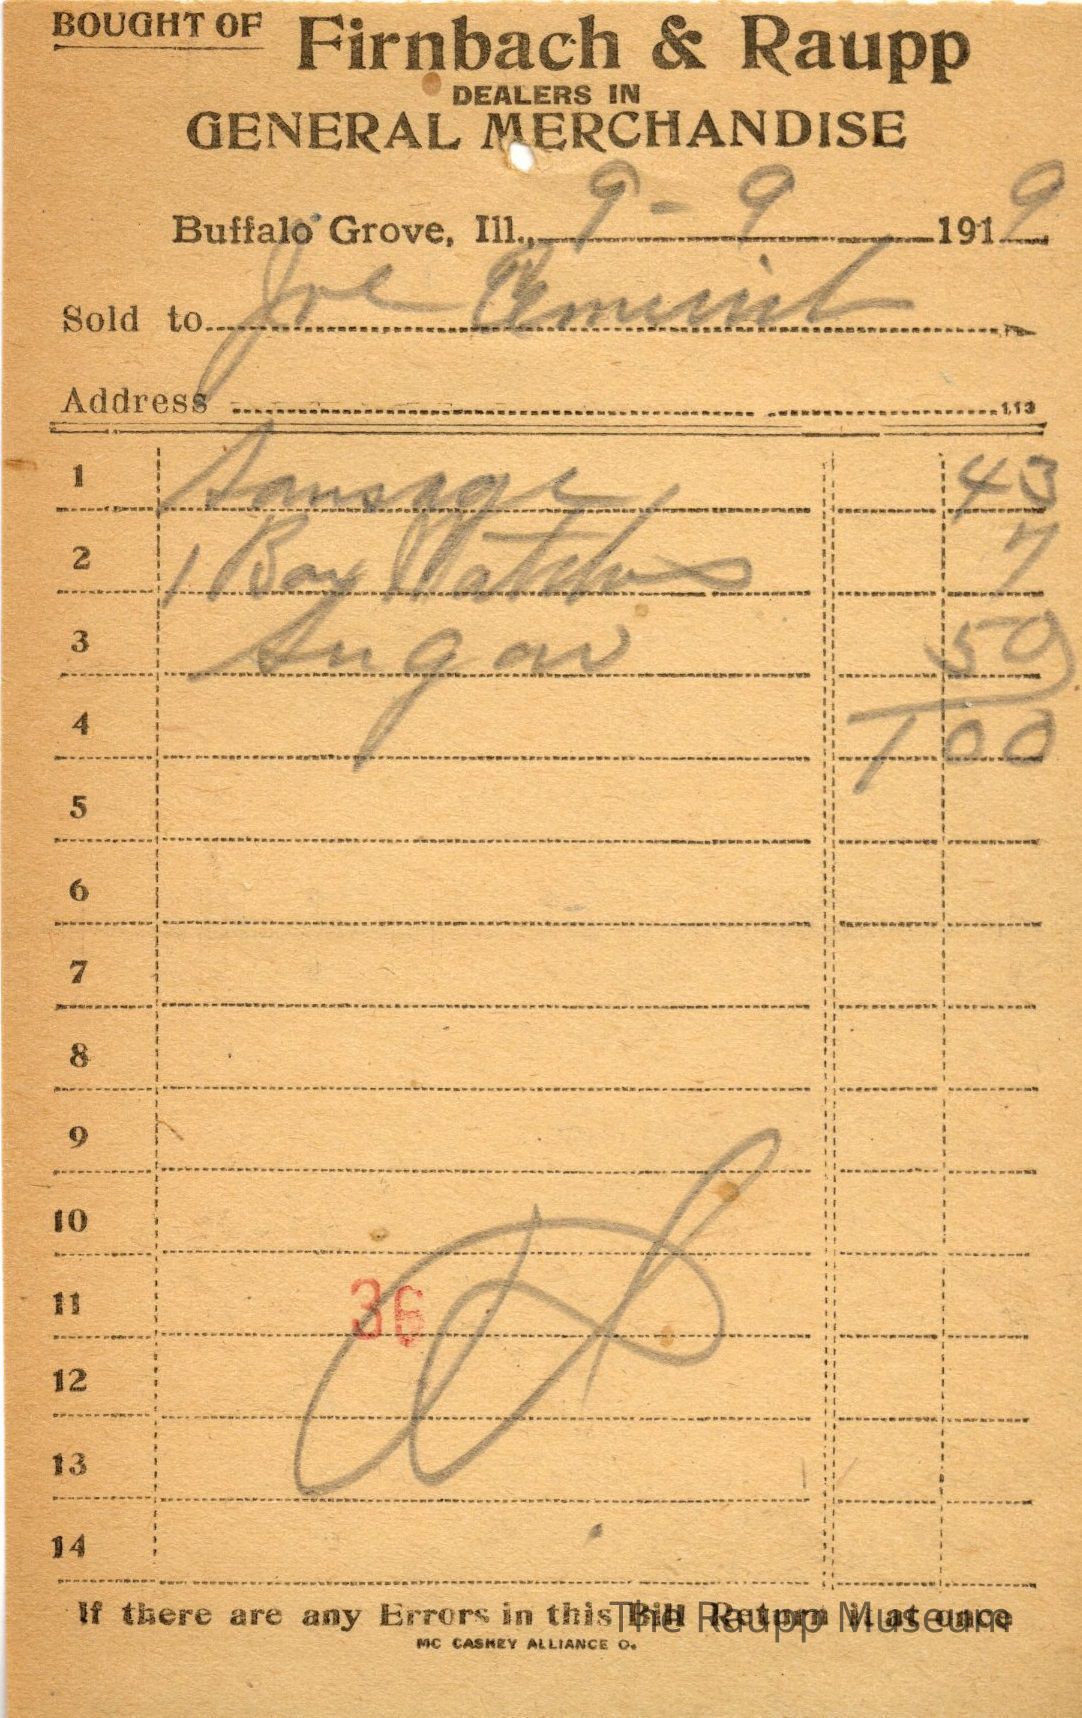 BOUGHT OF Firnbach & Raupp
DEALERS IN
GENERAL MERCHANDISE
Buffalo Grove, Ill., 9 - 9 1919
Sold to Joe
Address 113
1 Sausage 43
2 1 Box Matches 7
3 Sugar 50
4 1 00
5
6
7
8
9
10
11 36
12
13
14
If there are any Errors in this Bill Return it at once
The Raupp Museum
MC CASKEY ALLIANCE O.